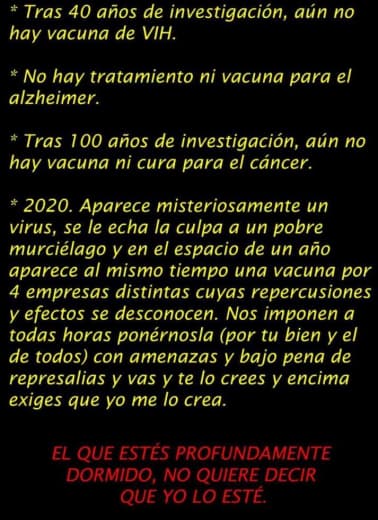 * Tras 40 años de investigación, aún no
hay vacuna de VIH.
* No hay tratamiento ni vacuna para el
alzheimer.
* Tras 100 años de investigación, aún no
hay vacuna ni cura para el cáncer.
* 2020. Aparece misteriosamente un
virus, se le echa la culpa a un pobre
murciélago y en el espacio de un año
aparece al mismo tiempo una vacuna por
4 empresas distintas cuyas repercusiones
y efectos se desconocen. Nos imponen a
todas horas ponérnosla (por tu bien y el
de todos) con amenazas y bajo pena de
represalias y vas y te lo crees y encima
exiges que yo me lo crea.
EL QUE ESTÉS PROFUNDAMENTE
DORMIDO, NO QUIERE DECIR
QUE YO LO ESTÉ.